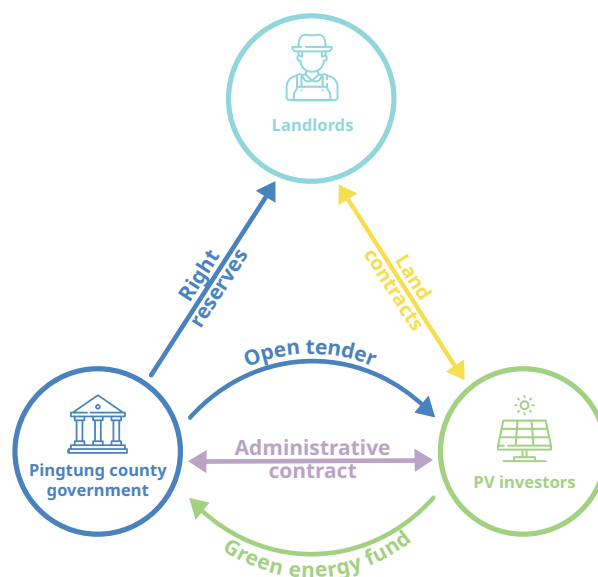 Landlords
Right
reserves
Land
contracts
Open tender
Administrative
contract
Pingtung county
government
PV investors
Green energy fund